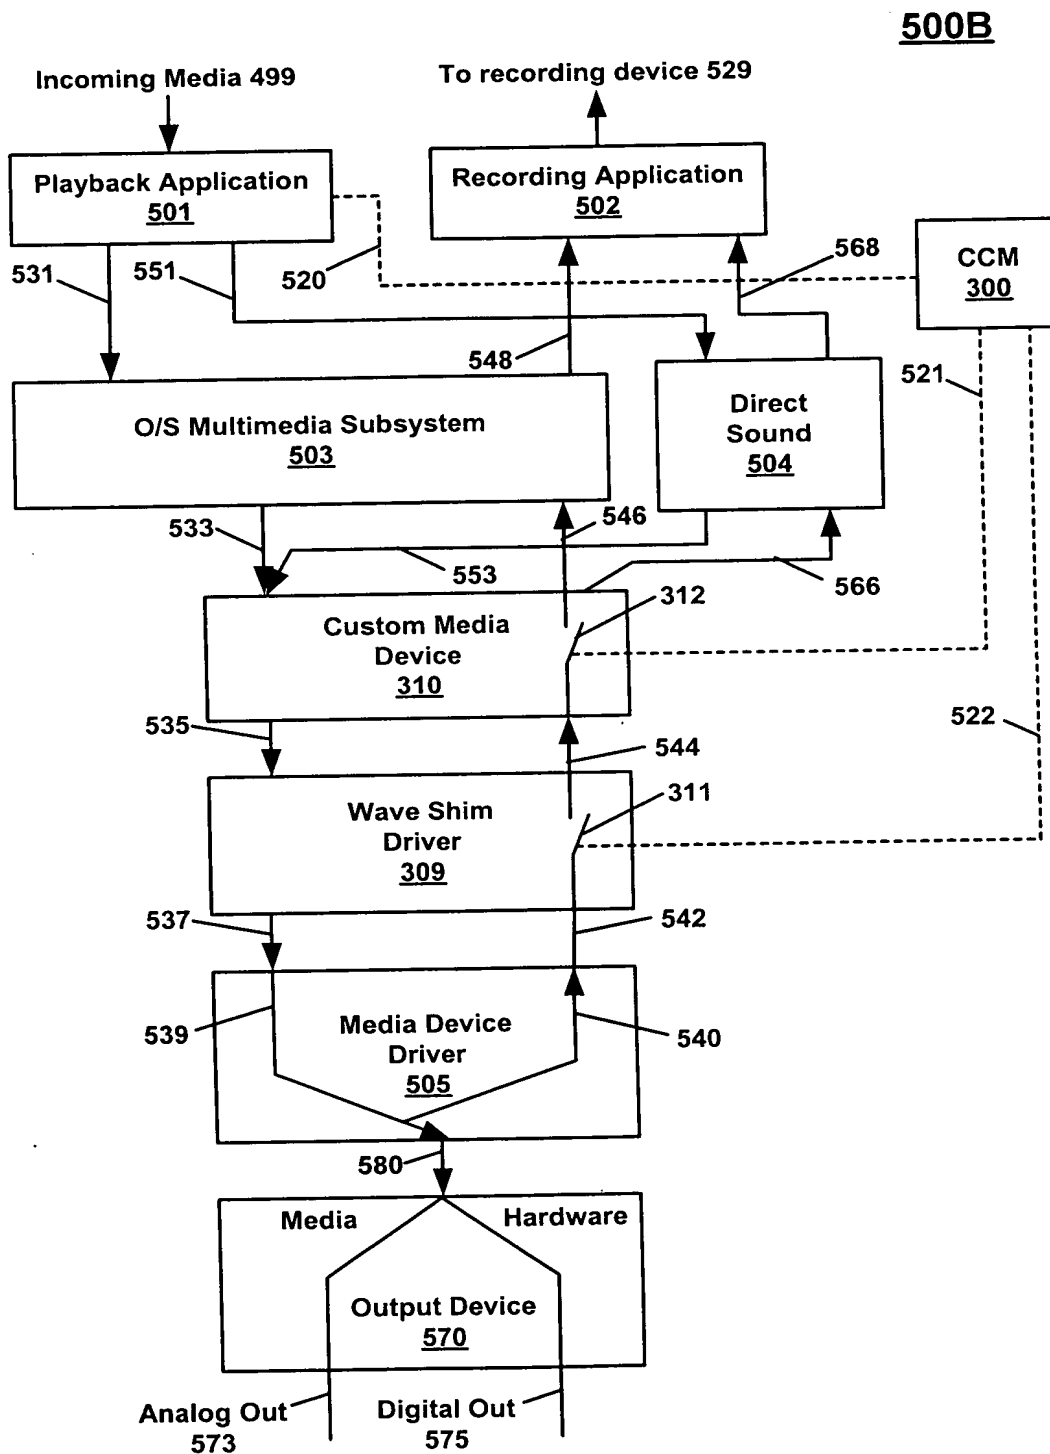 500B
Incoming Media 499
To recording device 529
Playback Application
501
Recording Application
502
CCM
300
531
551
520
568
548
521
O/S Multimedia Subsystem
503
Direct
Sound
504
533
553
546
566
Custom Media
Device
310
312
535
544
522
Wave Shim
Driver
309
311
537
542
539
Media Device
Driver
505
540
580
Media
Hardware
Output Device
570
Analog Out
573
Digital Out
575